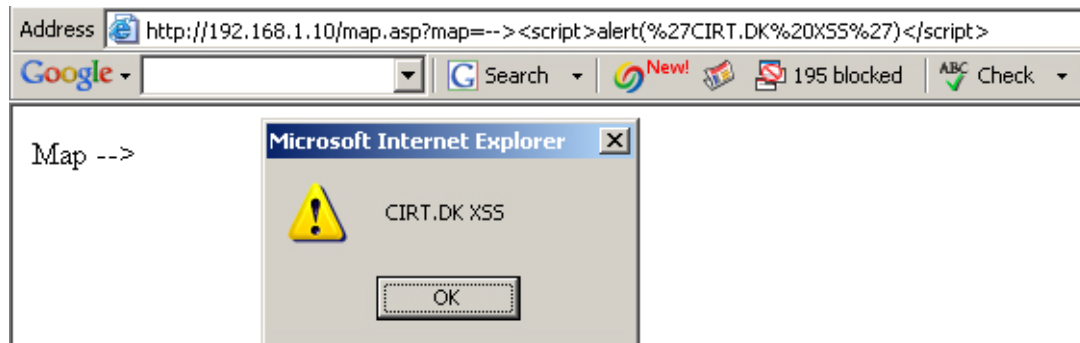 Address http://192.168.1.10/map.asp?map=--><script>alert(%27CIRT.DK%20XSS%27)</script>
Google G Search New! 195 blocked ABC Check
Map -->
Microsoft Internet Explorer
CIRT.DK XSS
OK